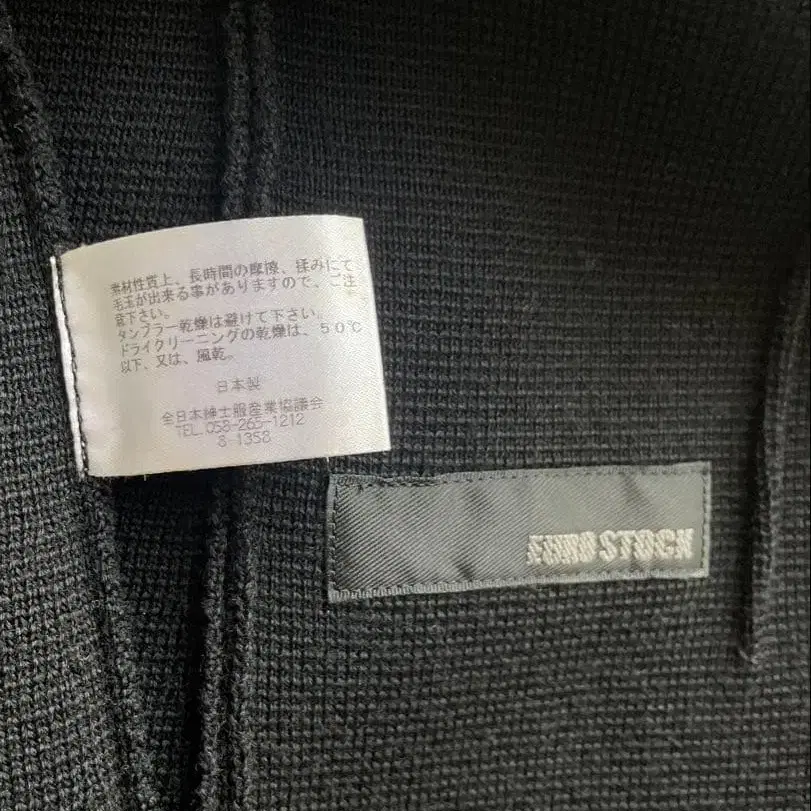 素材性質上、長時間の摩擦、揉みにて
毛玉が出来る事がありますので、ご注
意下さい。
タンブラー乾燥は避けて下さい。
ドライクリーニングの乾燥は、50℃
以下、又は、風乾。
日本製
全日本紳士服産業協議会
TEL.058-265-1212
8-1358
EURO STOCK